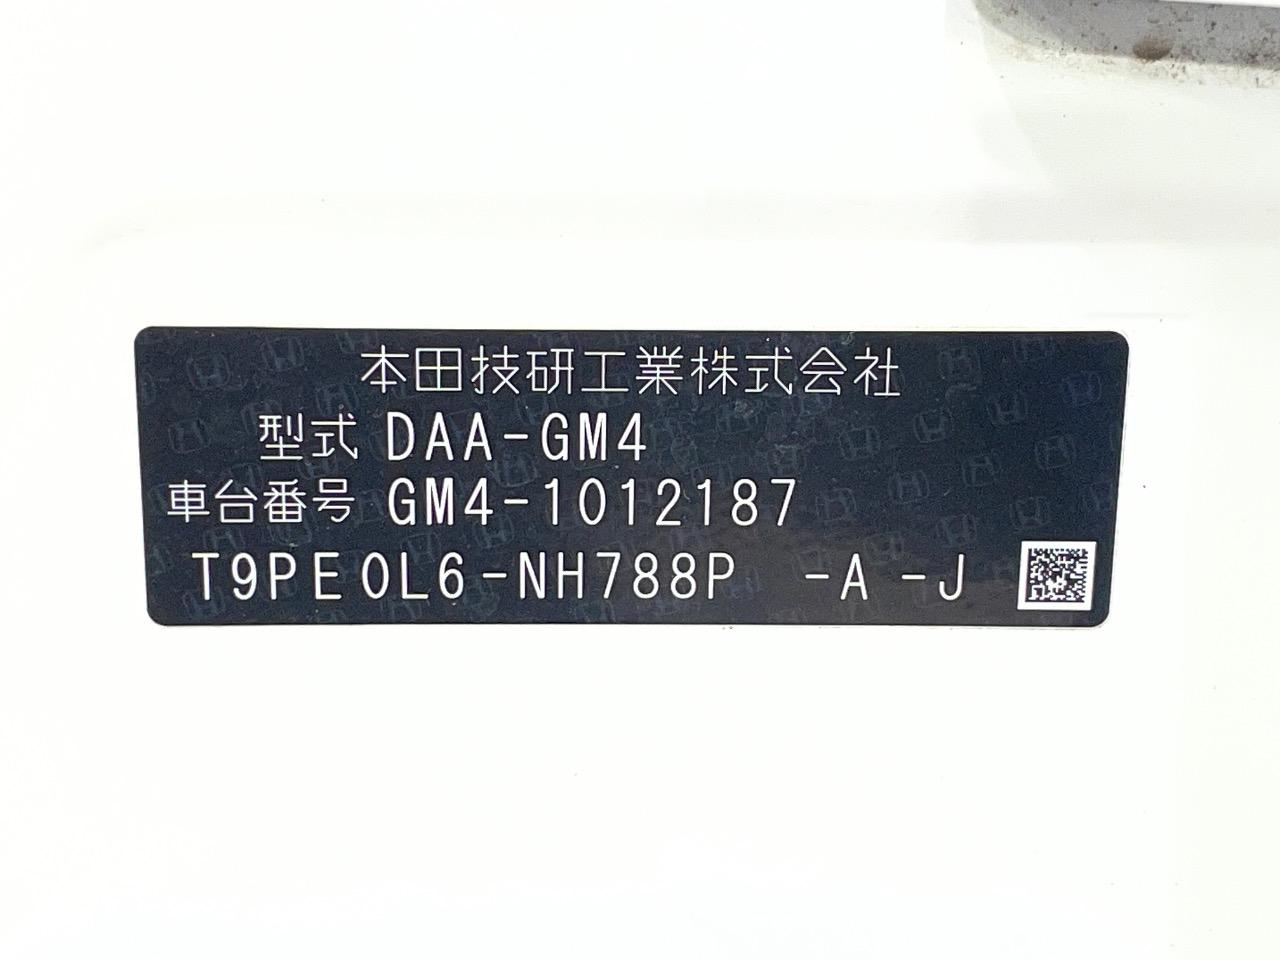 本田技研工業株式会社
型式 DAA-GM4
車台番号 GM4-1012187
T9PE0L6-NH788P -A -J